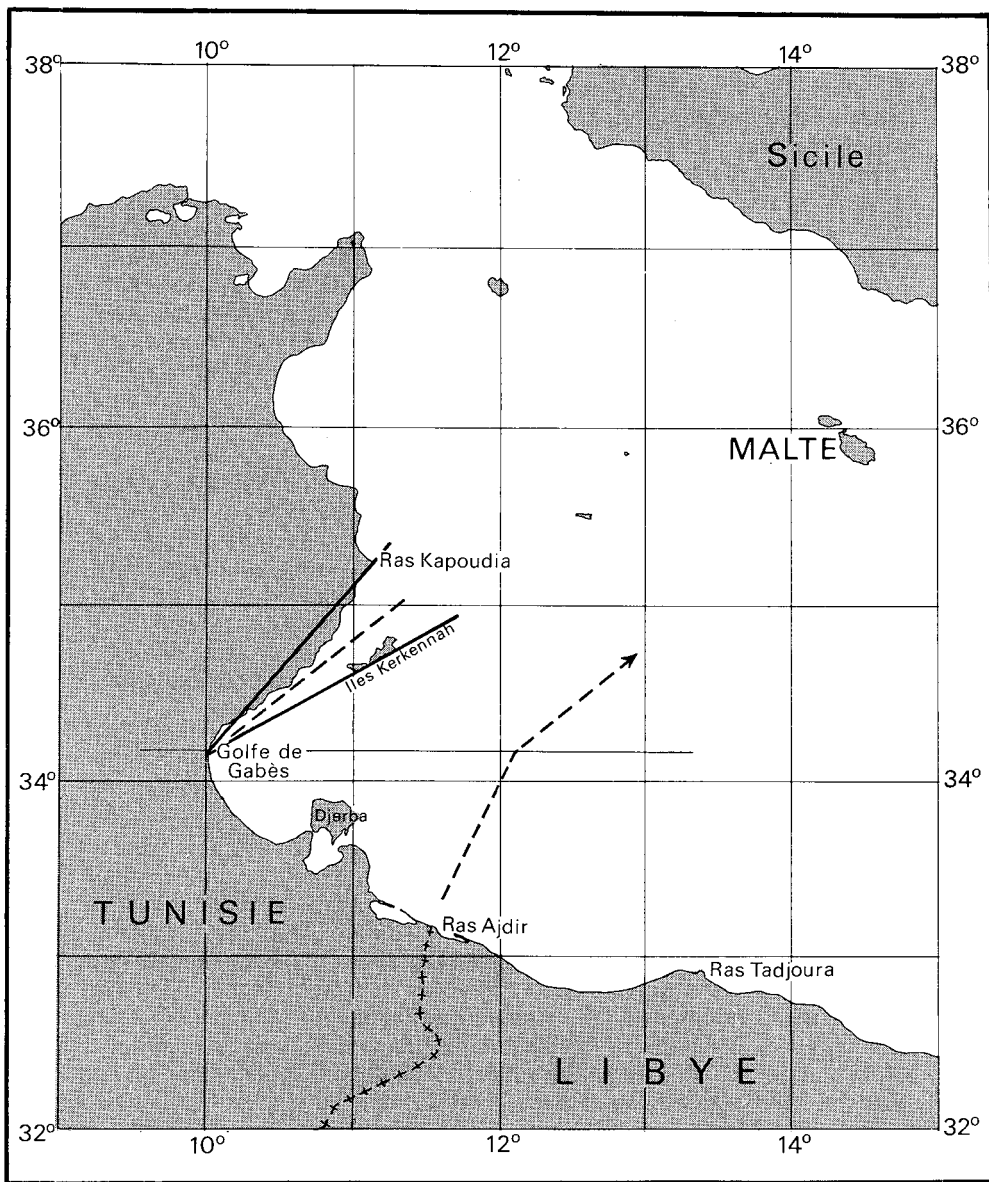 10° 12° 14°
38° 38°
Sicile
36° 36°
MALTE
Ras Kapoudia
Iles Kerkennah
Golfe de
Gabès
34° 34°
Djerba
TUNISIE
Ras Ajdir
Ras Tadjoura
LIBYE
32° 32°
10° 12° 14°